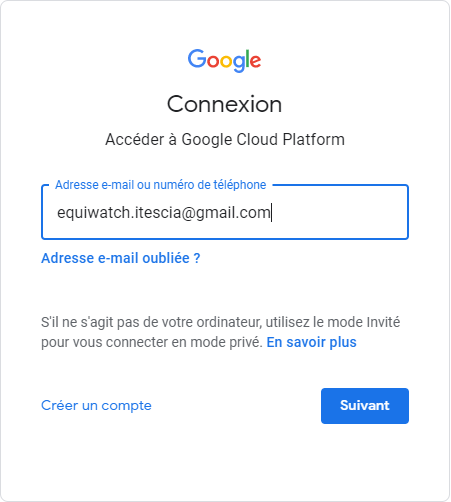 Google
Connexion
Accéder à Google Cloud Platform
Adresse e-mail ou numéro de téléphone
equiwatch.itescia@gmail.com
Adresse e-mail oubliée ?
S'il ne s'agit pas de votre ordinateur, utilisez le mode Invité
pour vous connecter en mode privé. En savoir plus
Créer un compte
Suivant